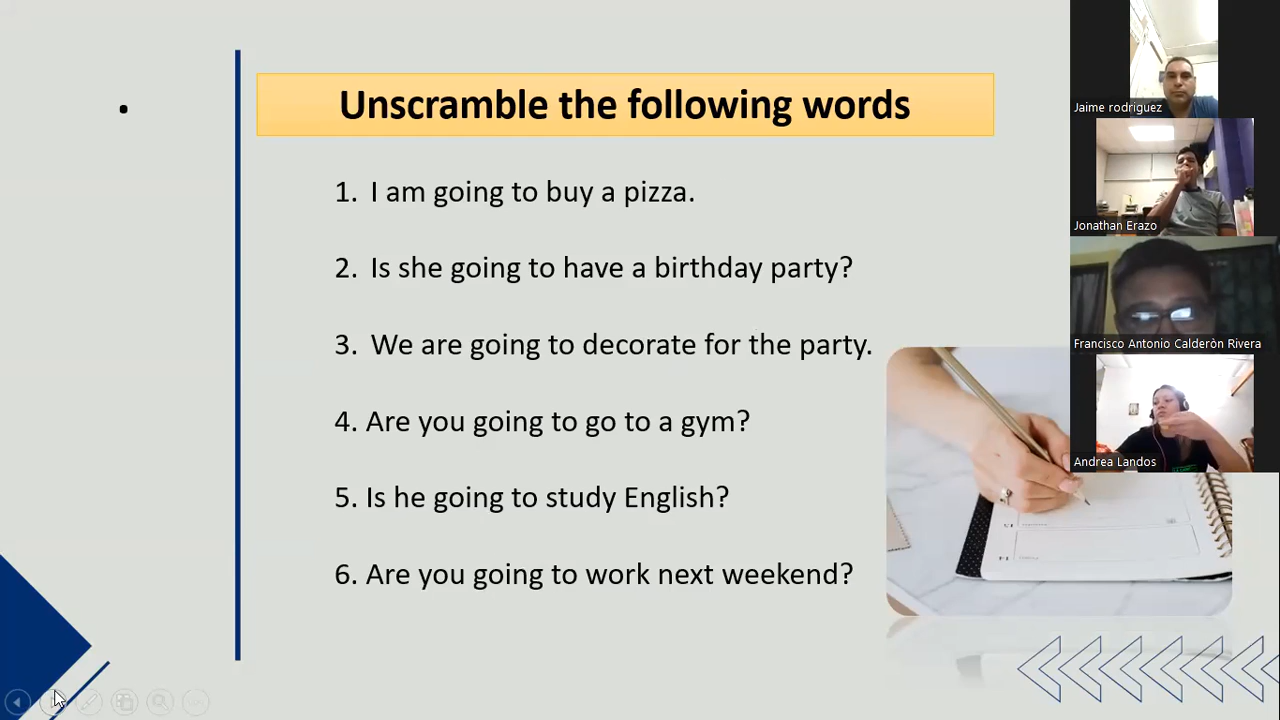 Unscramble the following words
1. I am going to buy a pizza.
2. Is she going to have a birthday party?
3. We are going to decorate for the party.
4. Are you going to go to a gym?
5. Is he going to study English?
6. Are you going to work next weekend?
Jaime rodriguez
Jonathan Erazo
Francisco Antonio Calderòn Rivera
Andrea Landos